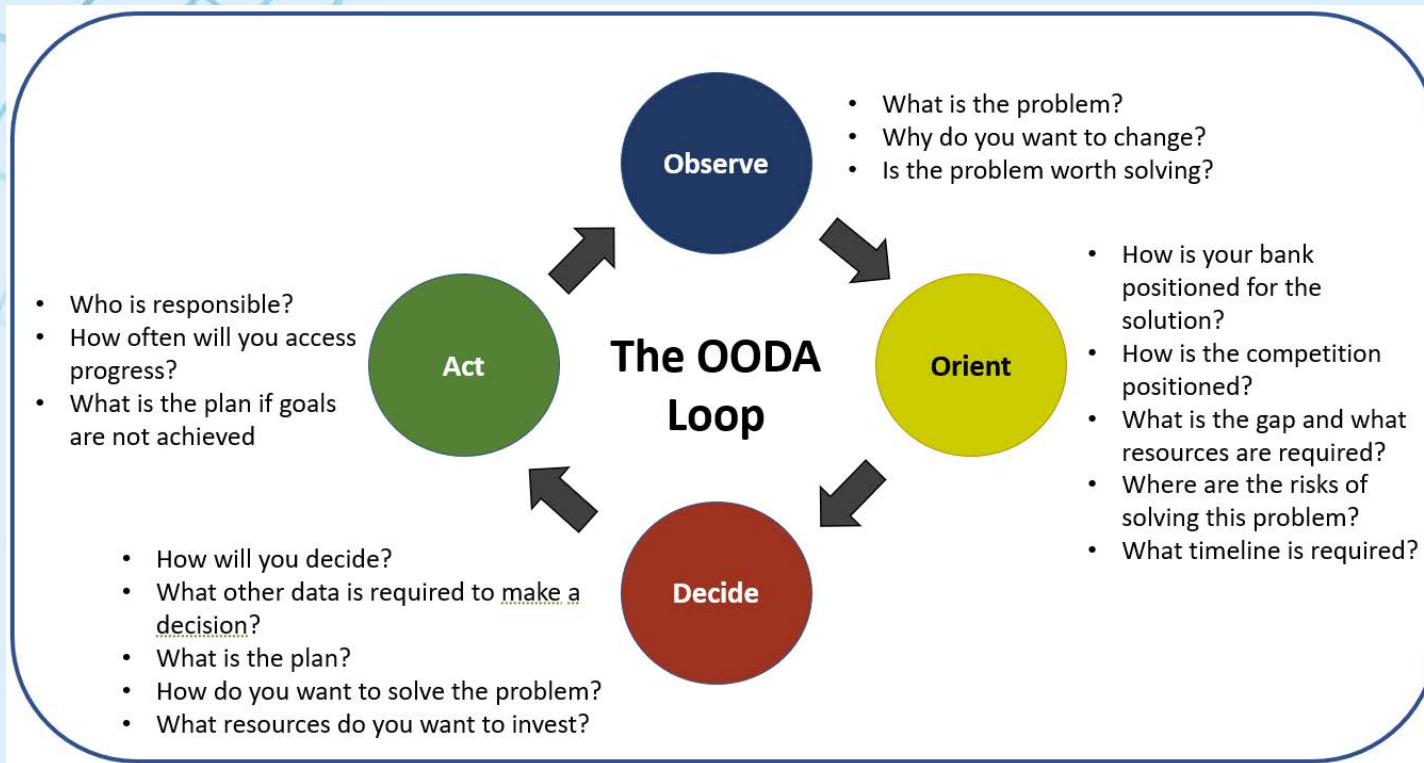 Observe
• What is the problem?
• Why do you want to change?
• Is the problem worth solving?
Orient
• How is your bank
positioned for the
solution?
• How is the competition
positioned?
• What is the gap and what
resources are required?
• Where are the risks of
solving this problem?
• What timeline is required?
The OODA
Loop
Decide
• How will you decide?
• What other data is required to make a
decision?
• What is the plan?
• How do you want to solve the problem?
• What resources do you want to invest?
Act
• Who is responsible?
• How often will you access
progress?
• What is the plan if goals
are not achieved